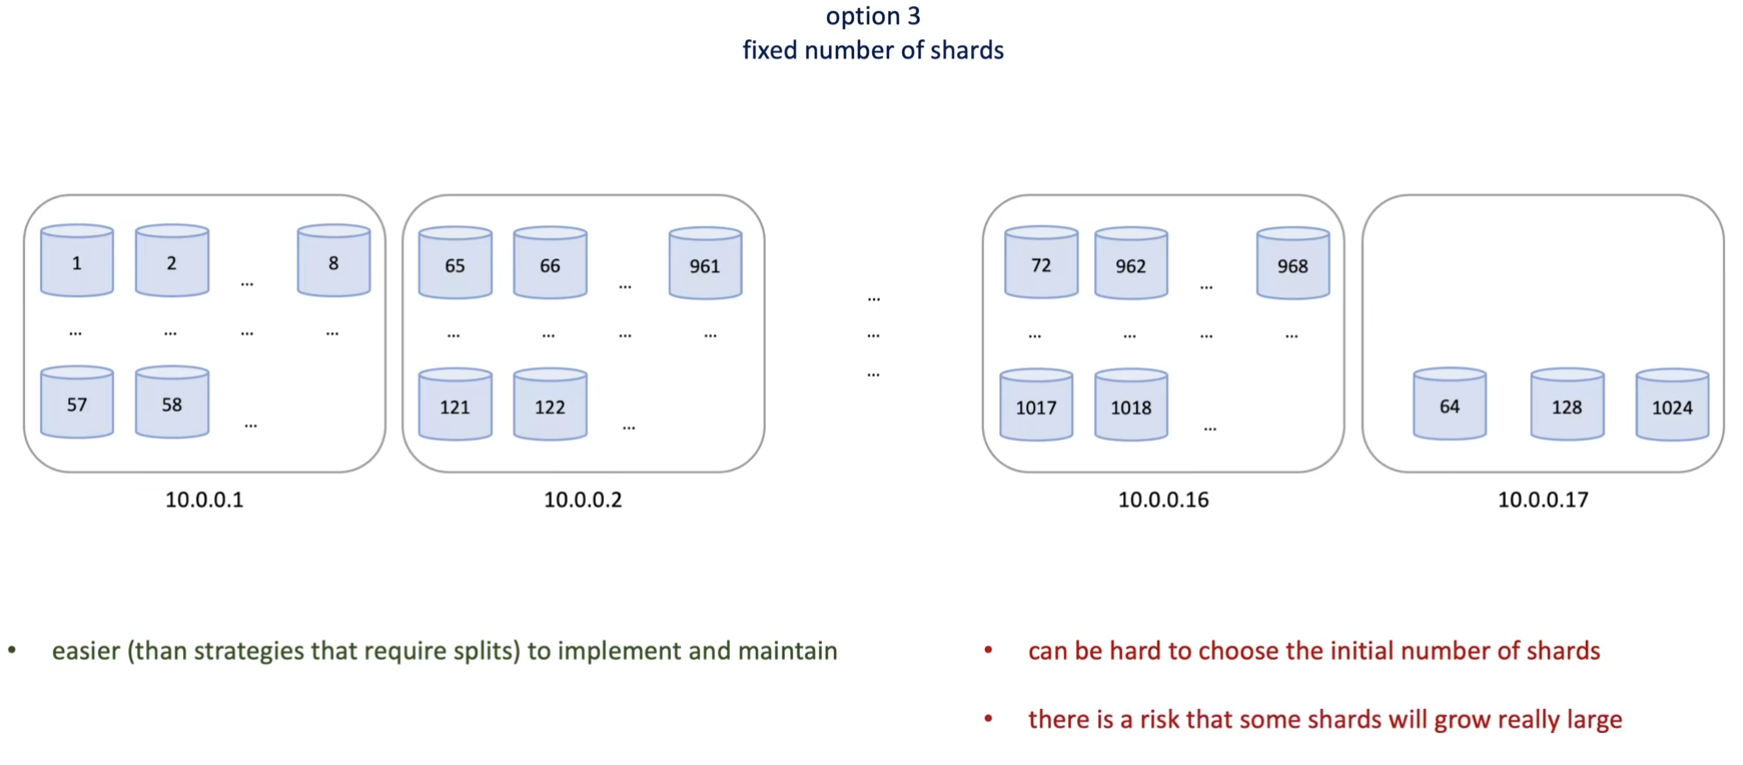 option 3
fixed number of shards
1 2 ... 8
... ... ... ...
57 58 ...
10.0.0.1
65 66 ... 961
... ... ... ...
121 122 ...
10.0.0.2
...
...
...
72 962 ... 968
... ... ... ...
1017 1018 ...
10.0.0.16
64 128 1024
10.0.0.17
• easier (than strategies that require splits) to implement and maintain
• can be hard to choose the initial number of shards
• there is a risk that some shards will grow really large